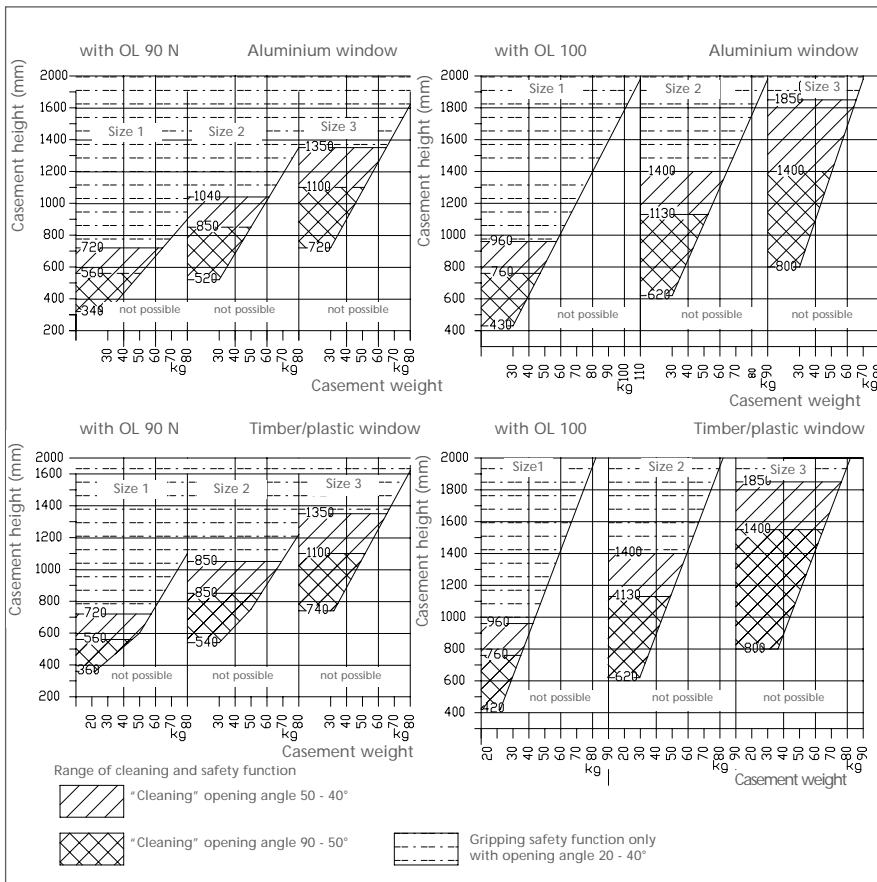 with OL 90 N Aluminium window
Casement height (mm)
2000
1600
1400
1200
1000
800
600
400
200
Size 1
Size 2
Size 3
720
560
340
1040
850
520
1350
1100
720
not possible
not possible
not possible
30 40 50 60 70 kg 80
30 40 50 60 70 kg 80
30 40 50 60 70 kg 80
Casement weight
with OL 100 Aluminium window
Casement height (mm)
2000
1800
1600
1400
1200
1000
800
600
400
Size 1
Size 2
Size 3
960
760
430
1400
1130
620
1850
1400
800
not possible
not possible
not possible
30 40 50 60 70 80 90 100 kg 110
30 40 50 60 70 80 kg 90
30 40 50 60 70 kg
Casement weight
with OL 90 N Timber/plastic window
Casement height (mm)
2000
1600
1400
1200
1000
800
600
400
200
Size 1
Size 2
Size 3
720
560
360
850
850
540
1350
1100
740
not possible
not possible
not possible
20 30 40 50 60 70 kg 80
30 40 50 60 70 kg 80
30 40 50 60 70 kg 80
Casement weight
with OL 100 Timber/plastic window
Casement height (mm)
2000
1800
1600
1400
1200
1000
800
400
Size1
Size 2
Size 3
960
760
420
1400
1130
620
1850
1400
800
not possible
not possible
not possible
20 30 40 50 60 70 80 kg 90
20 30 40 50 60 70 80 kg 90
20 30 40 50 60 70 80 kg 90
Casement weight
Range of cleaning and safety function
"Cleaning" opening angle 50 - 40°
"Cleaning" opening angle 90 - 50°
Gripping safety function only
with opening angle 20 - 40°